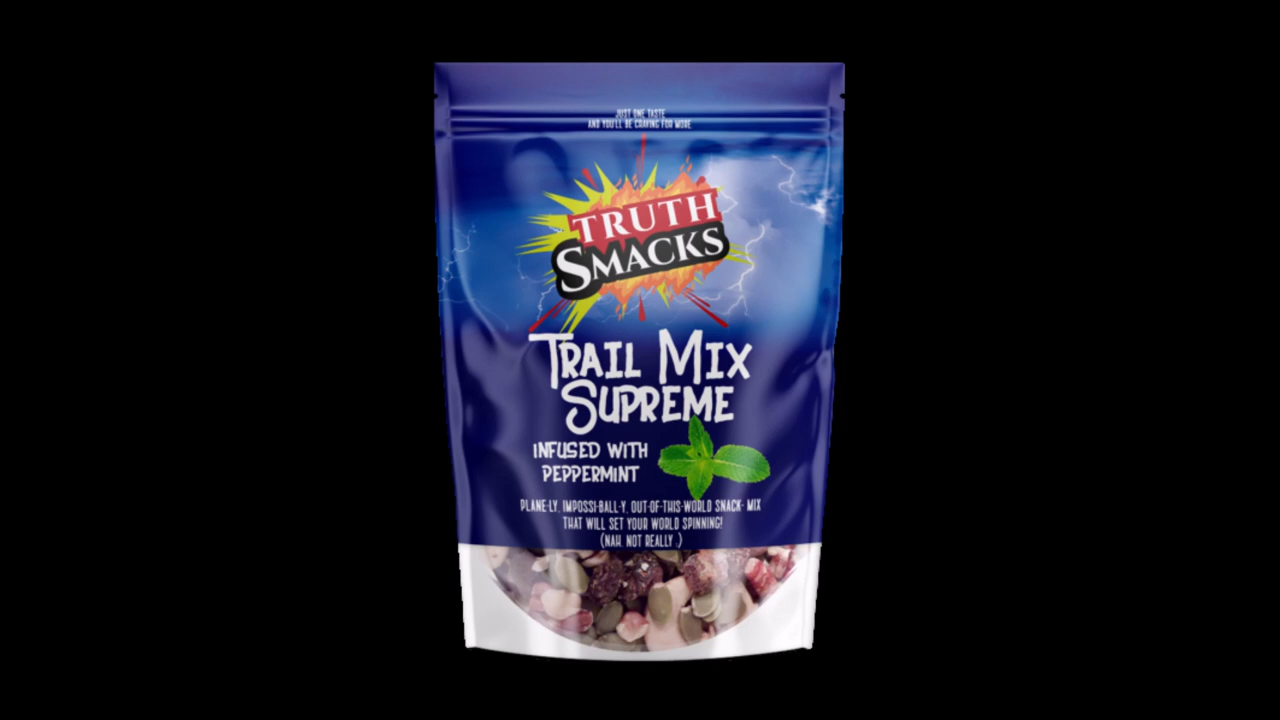 JUST ONE TASTE
AND YOU'LL BE CRAVING FOR MORE.
TRUTH
SMACKS
TRAIL MIX
SUPREME
INFUSED WITH
PEPPERMINT
PLANE-LY, IMPOSSI-BALL-Y, OUT-OF-THIS-WORLD SNACK- MIX
THAT WILL SET YOUR WORLD SPINNING!
(NAH. NOT REALLY .)